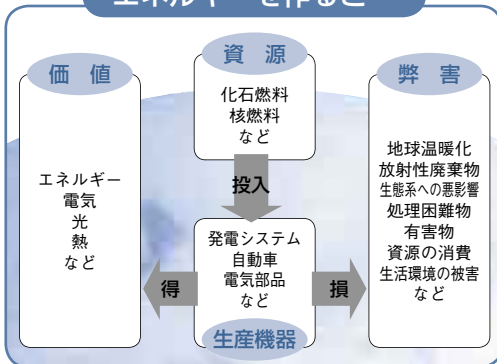 エネルギーを作ると
価値
エネルギー
電気
光
熱
など
資源
化石燃料
核燃料
など
投入
発電システム
自動車
電気部品
など
生産機器
得
損
弊害
地球温暖化
放射性廃棄物
生態系への悪影響
処理困難物
有害物
資源の消費
生活環境の被害
など